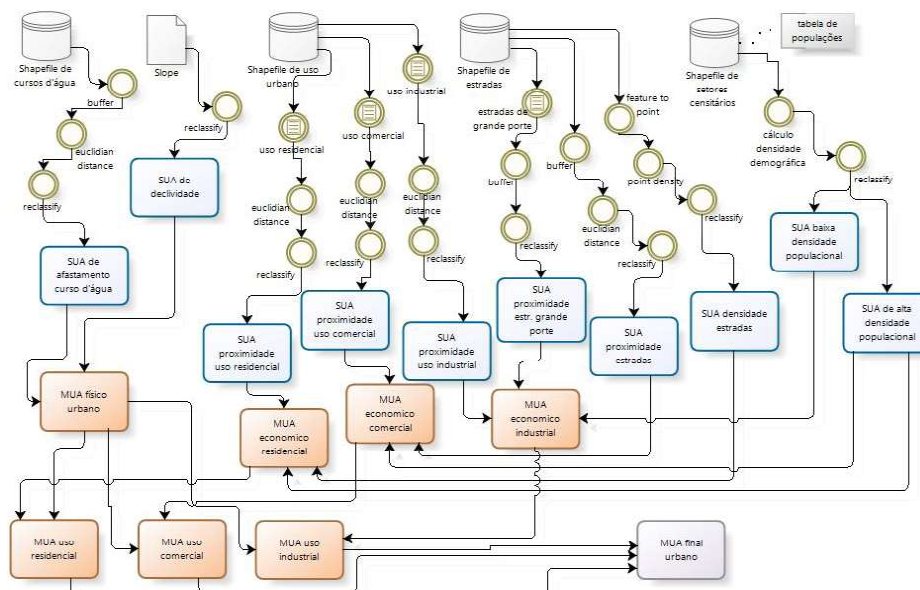 tabela de
populações
Shapefile de
cursos d'água
Slope
Shapefile de uso
urbano
Shapefile de
estradas
Shapefile de
setores
censitários
uso industrial
buffer
reclassify
uso comercial
estradas de
grande porte
feature to
point
cálculo
densidade
demográfica
uso residencial
euclidian
distance
buffer
buffer
point density
reclassify
reclassify
SUA de
declividade
euclidian
distance
euclidian
distance
euclidian
distance
euclidian
distance
reclassify
SUA baixa
densidade
populacional
reclassify
reclassify
reclassify
reclassify
reclassify
SUA de
afastamento
curso d'água
SUA
proximidade
uso residencial
SUA
proximidade
uso comercial
SUA
proximidade
uso industrial
SUA
proximidade
estr. grande
porte
SUA
proximidade
estradas
SUA densidade
estradas
SUA de alta
densidade
populacional
MUA físico
urbano
MUA
economico
residencial
MUA
economico
comercial
MUA
economico
industrial
MUA uso
residencial
MUA uso
comercial
MUA uso
industrial
MUA final
urbano